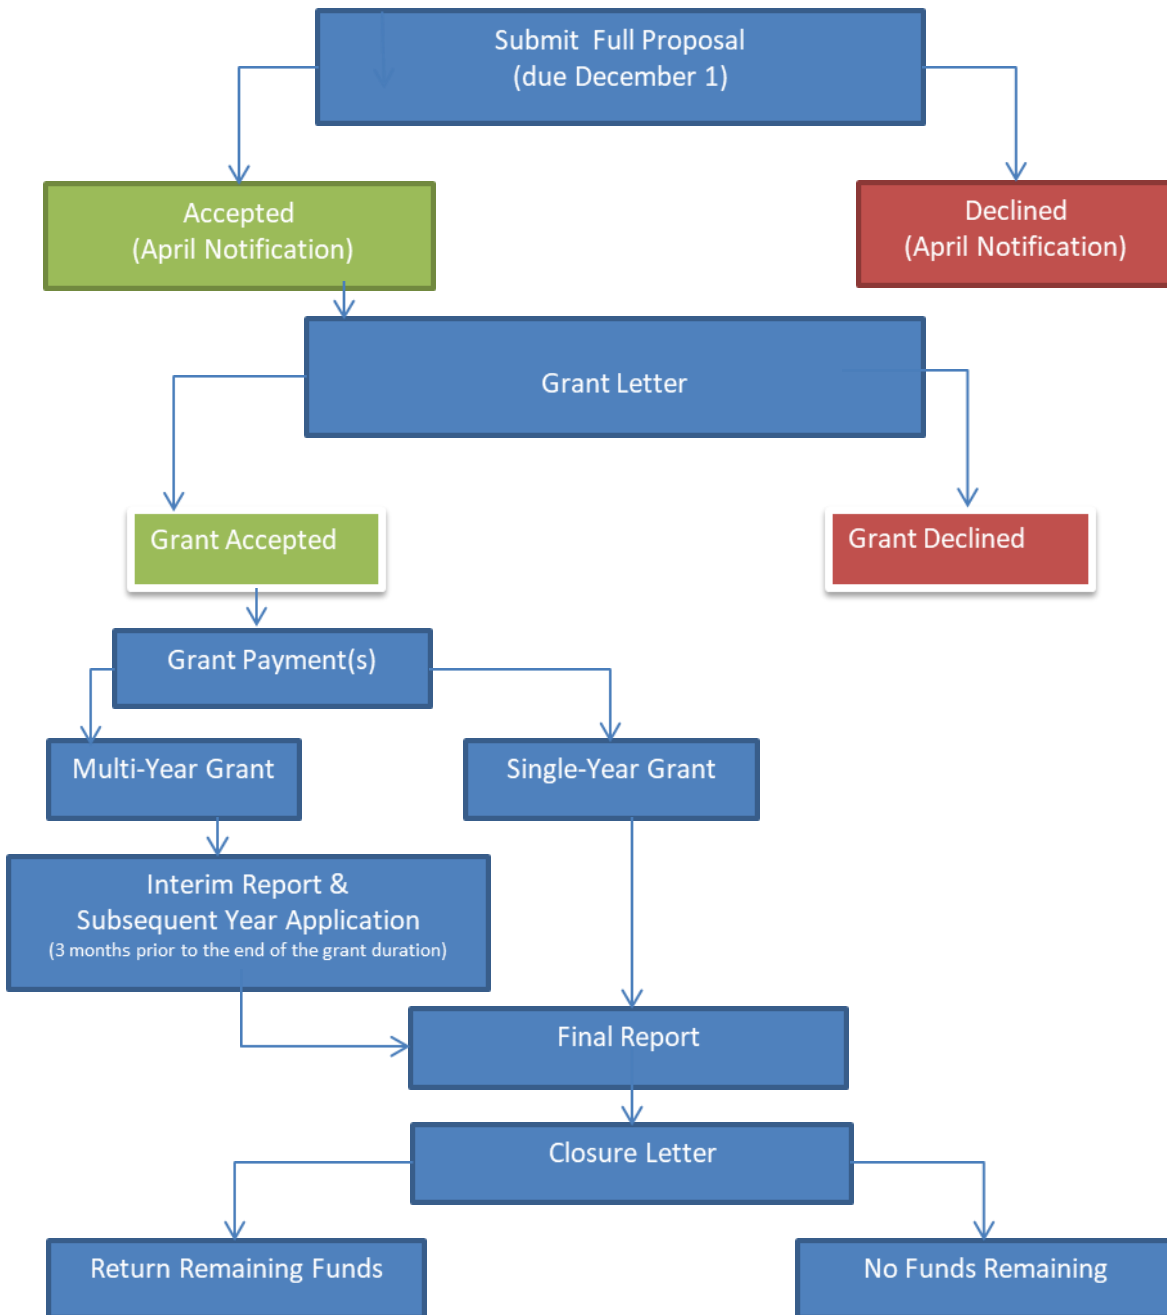 Submit Full Proposal
(due December 1)
Accepted
(April Notification)
Declined
(April Notification)
Grant Letter
Grant Accepted
Grant Declined
Grant Payment(s)
Multi-Year Grant
Single-Year Grant
Interim Report &
Subsequent Year Application
(3 months prior to the end of the grant duration)
Final Report
Closure Letter
Return Remaining Funds
No Funds Remaining